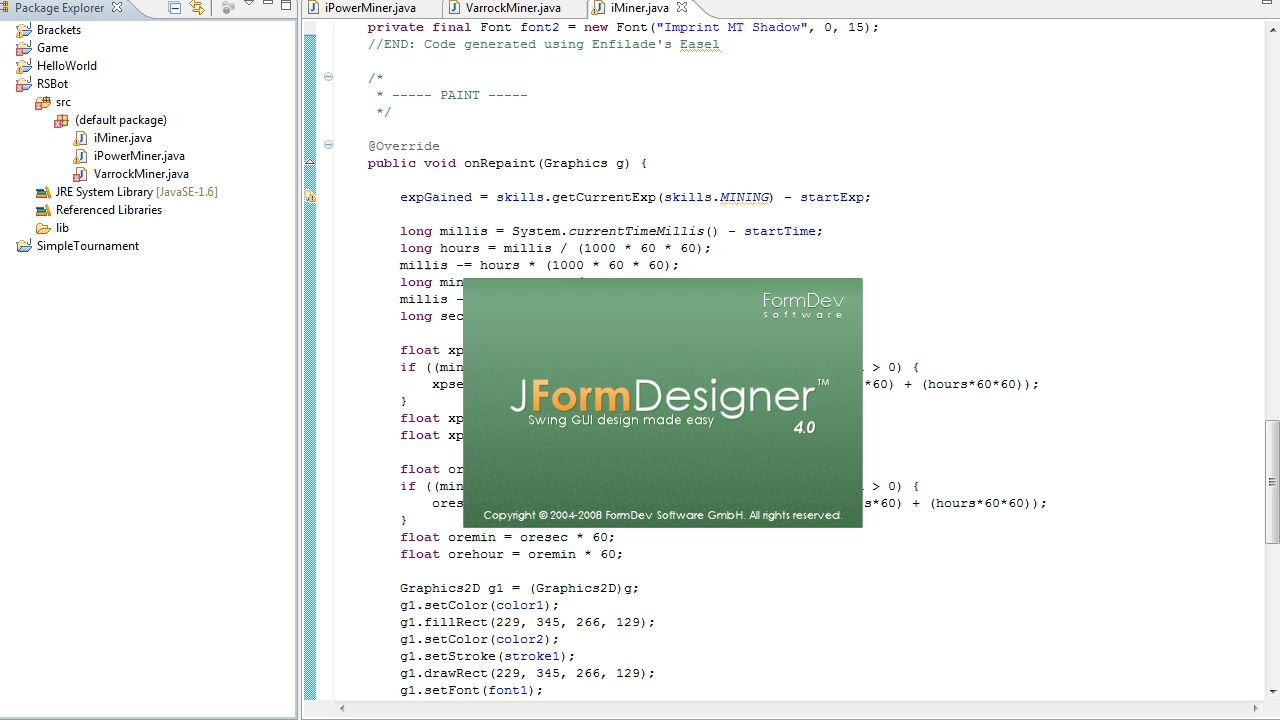 Package Explorer
Brackets
Game
HelloWorld
RSBot
src
(default package)
iMiner.java
iPowerMiner.java
VarrockMiner.java
JRE System Library [JavaSE-1.6]
Referenced Libraries
lib
SimpleTournament
iPowerMiner.java VarrockMiner.java iMiner.java
private final Font font2 = new Font("Imprint MT Shadow", 0, 15);
//END: Code generated using Enfilade's Easel
/*
* ----- PAINT -----
*/
@Override
public void onRepaint(Graphics g) {
expGained = skills.getCurrentExp(skills.MINING) - startExp;
long millis = System.currentTimeMillis() - startTime;
long hours = millis / (1000 * 60 * 60);
millis -= hours * (1000 * 60 * 60);
long min
millis -
long sec
float xp
if ((min > 0) {
xpse *60) + (hours*60*60));
}
float xp
float xp
float or
if ((min > 0) {
ores s*60) + (hours*60*60));
}
float oremin = oresec * 60;
float orehour = oremin * 60;
Graphics2D g1 = (Graphics2D)g;
g1.setColor(color1);
g1.fillRect(229, 345, 266, 129);
g1.setColor(color2);
g1.setStroke(stroke1);
g1.drawRect(229, 345, 266, 129);
g1.setFont(font1);
FormDev
Software
JFormDesigner™
Swing GUI design made easy
4.0
Copyright © 2004-2008 FormDev Software GmbH. All rights reserved.